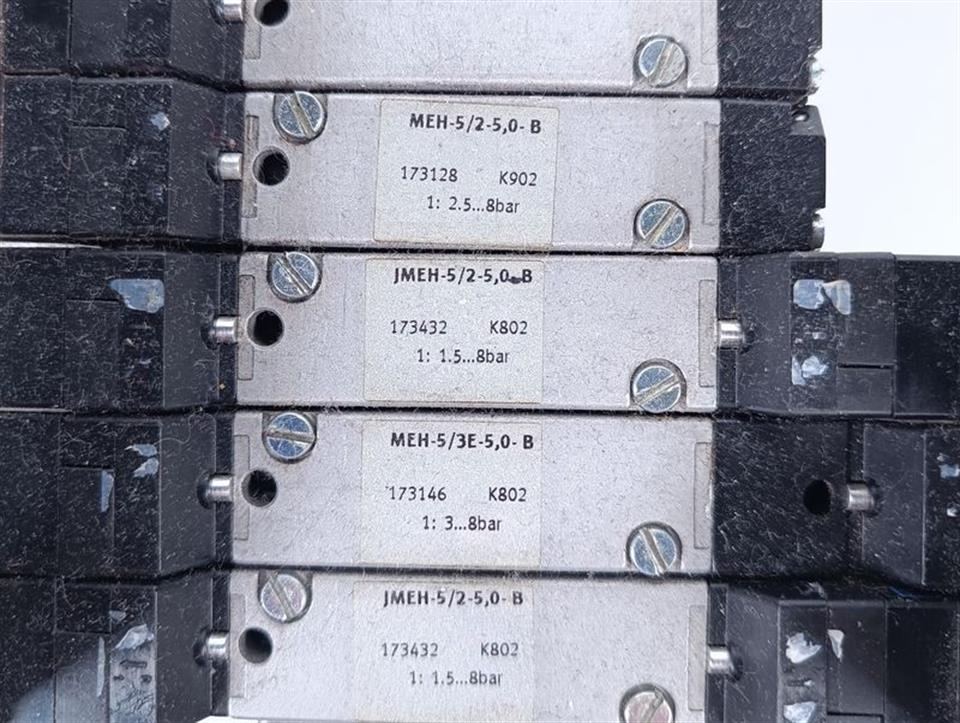 MEH-5/2-5,0- B
173128 K902
1: 2.5...8bar
JMEH-5/2-5,0- B
173432 K802
1: 1.5...8bar
MEH-5/3E-5,0- B
173146 K802
1: 3...8bar
JMEH-5/2-5,0- B
173432 K802
1: 1.5...8bar